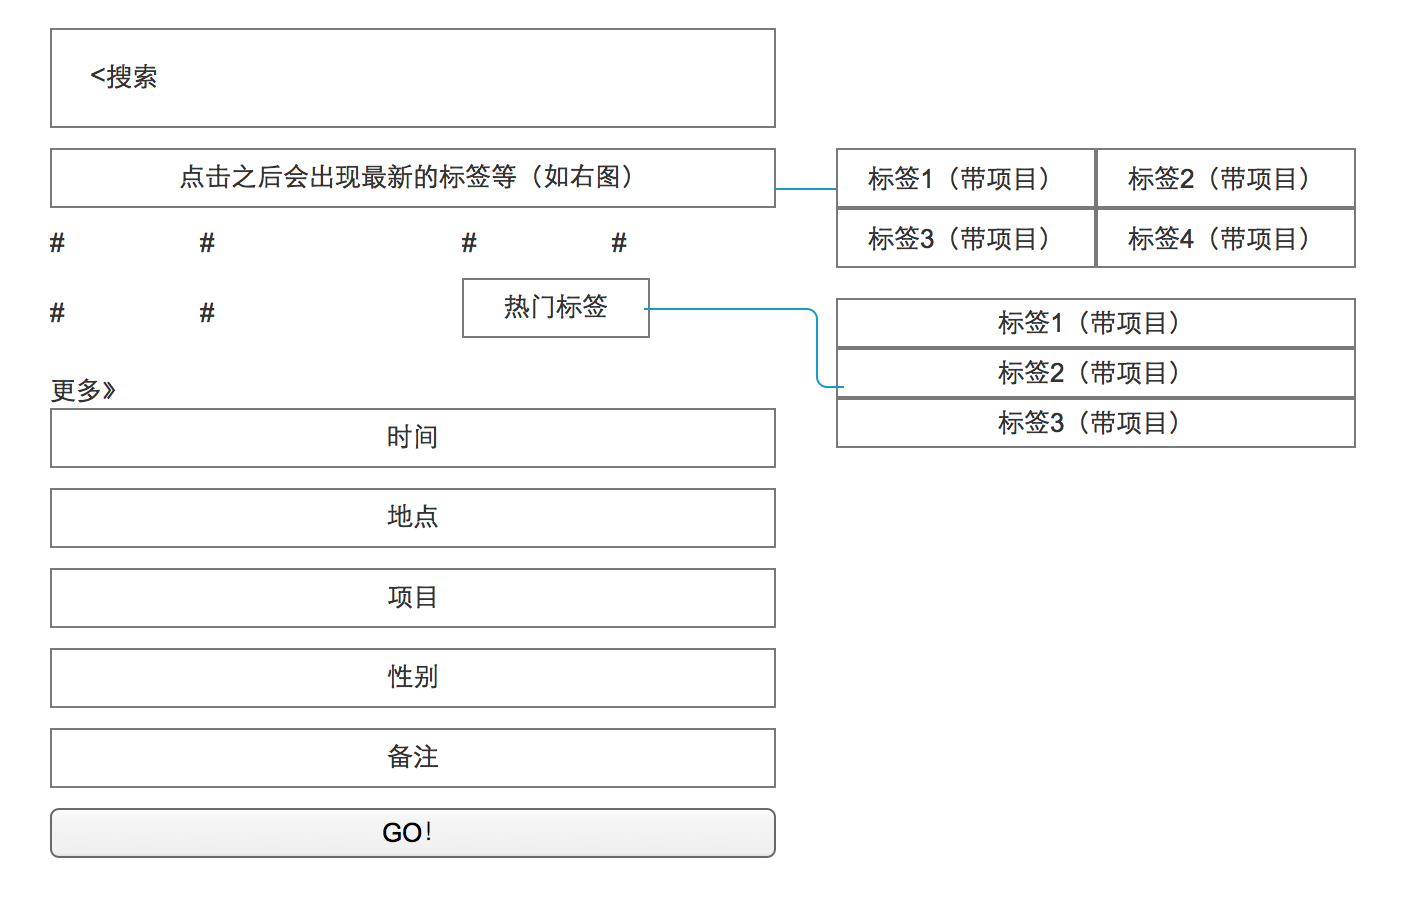 <搜索
点击之后会出现最新的标签等（如右图）
标签1（带项目） 标签2（带项目）
标签3（带项目） 标签4（带项目）
# # # #
# # 热门标签
标签1（带项目）
标签2（带项目）
标签3（带项目）
更多》
时间
地点
项目
性别
备注
GO！